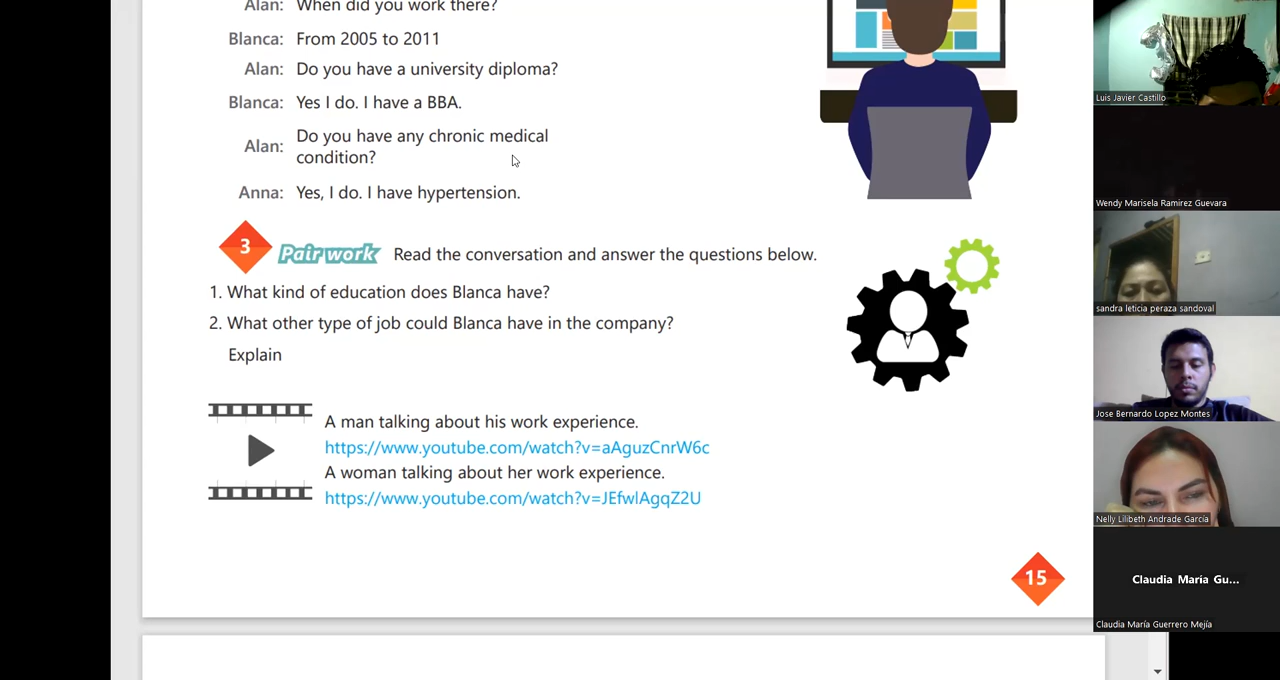 Alan: When did you work there?
Blanca: From 2005 to 2011
Alan: Do you have a university diploma?
Blanca: Yes I do. I have a BBA.
Alan: Do you have any chronic medical
condition?
Anna: Yes, I do. I have hypertension.
3 Pair work Read the conversation and answer the questions below.
1. What kind of education does Blanca have?
2. What other type of job could Blanca have in the company?
Explain
A man talking about his work experience.
https://www.youtube.com/watch?v=aAguzCnrW6c
A woman talking about her work experience.
https://www.youtube.com/watch?v=JEfwlAgqZ2U
15
Luis Javier Castillo
Wendy Marisela Ramirez Guevara
sandra leticia peraza sandoval
Jose Bernardo Lopez Montes
Nelly Lilibeth Andrade García
Claudia María Gu...
Claudia María Guerrero Mejía